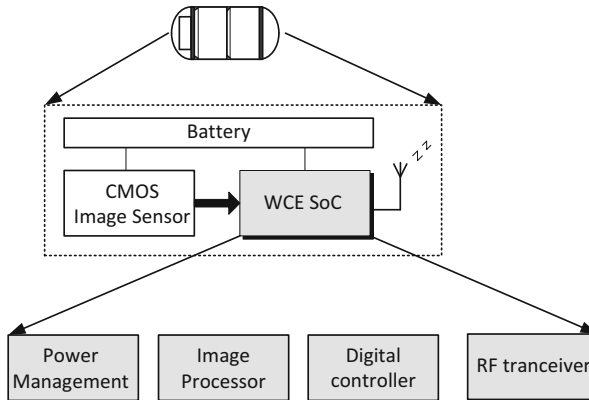 Battery
CMOS
Image Sensor
WCE SoC
z z
Power
Management
Image
Processor
Digital
controller
RF tranceiver